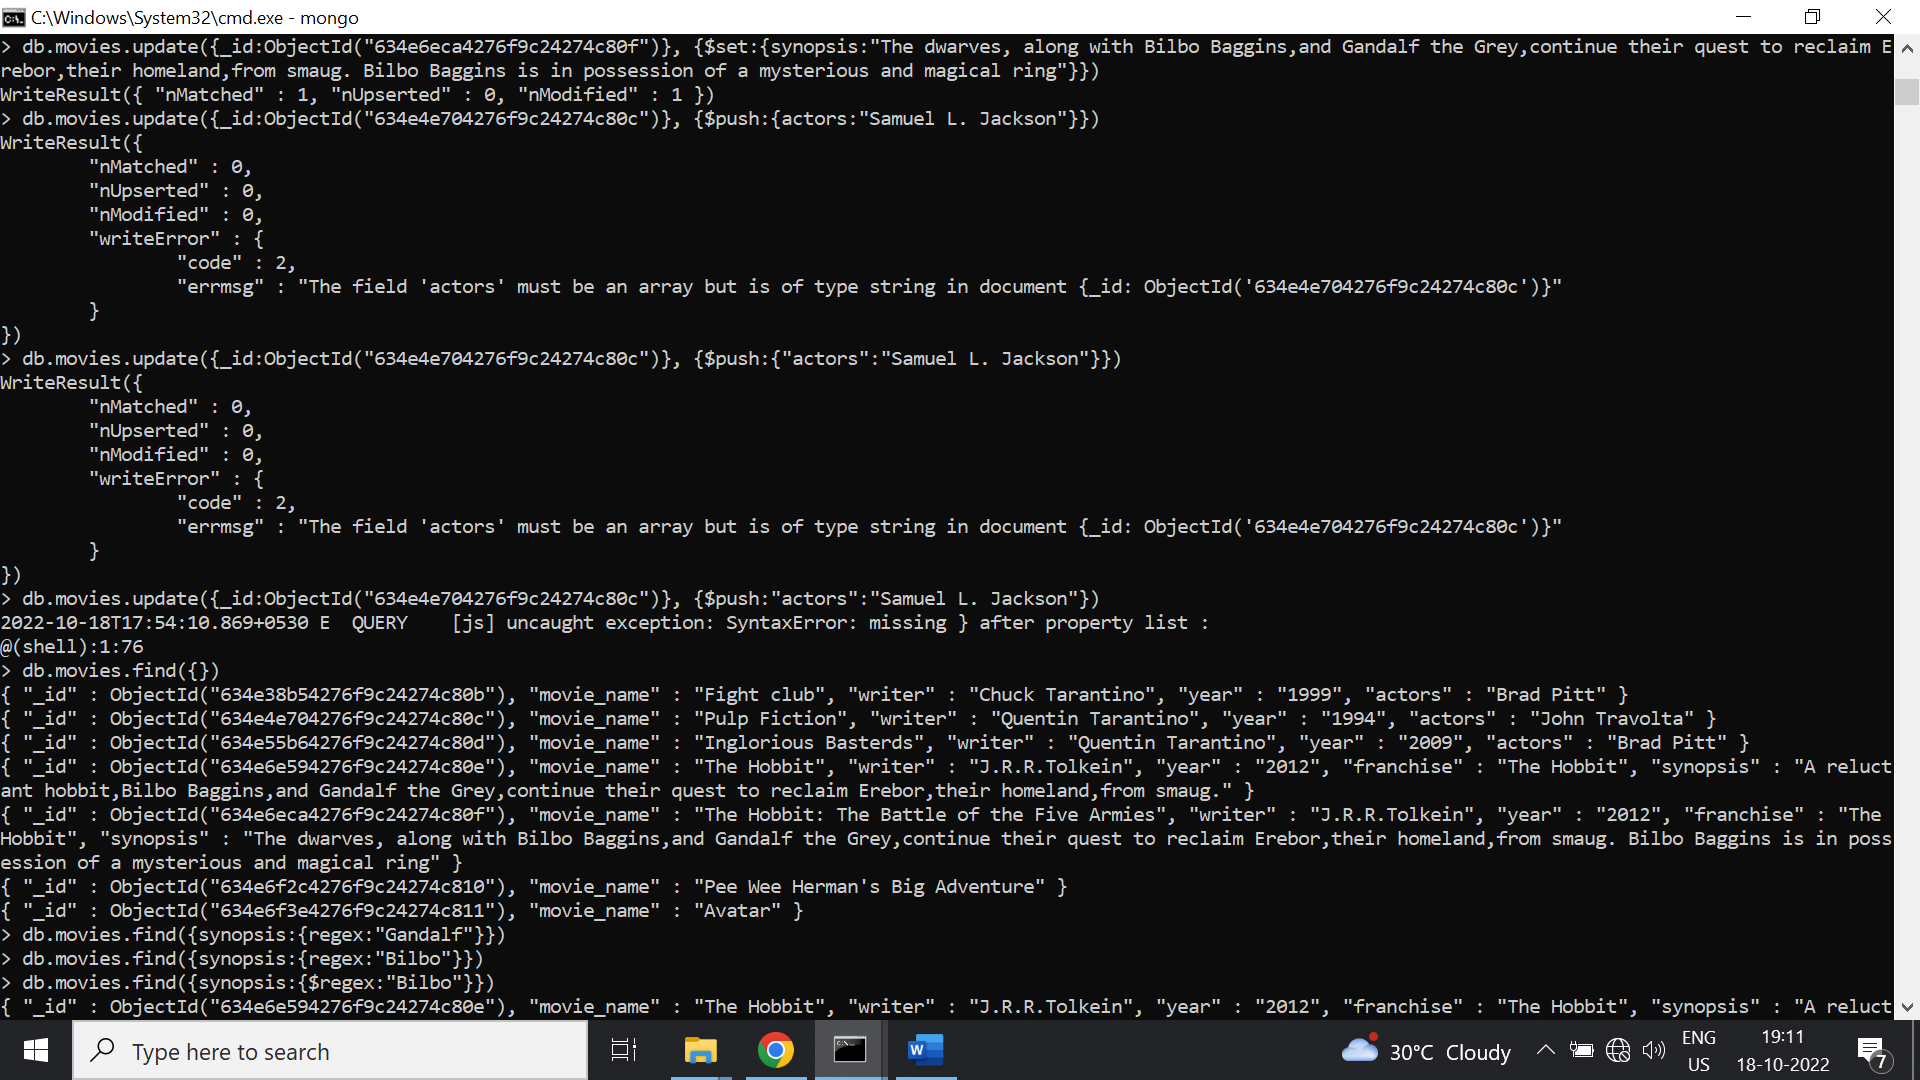 C:\Windows\System32\cmd.exe - mongo
> db.movies.update({_id:ObjectId("634e6eca4276f9c24274c80f")}, {$set:{synopsis:"The dwarves, along with Bilbo Baggins,and Gandalf the Grey,continue their quest to reclaim E
rebor,their homeland,from smaug. Bilbo Baggins is in possession of a mysterious and magical ring"}})
WriteResult({ "nMatched" : 1, "nUpserted" : 0, "nModified" : 1 })
> db.movies.update({_id:ObjectId("634e4e704276f9c24274c80c")}, {$push:{actors:"Samuel L. Jackson"}})
WriteResult({
"nMatched" : 0,
"nUpserted" : 0,
"nModified" : 0,
"writeError" : {
"code" : 2,
"errmsg" : "The field 'actors' must be an array but is of type string in document {_id: ObjectId('634e4e704276f9c24274c80c')}"
}
})
> db.movies.update({_id:ObjectId("634e4e704276f9c24274c80c")}, {$push:{"actors":"Samuel L. Jackson"}})
WriteResult({
"nMatched" : 0,
"nUpserted" : 0,
"nModified" : 0,
"writeError" : {
"code" : 2,
"errmsg" : "The field 'actors' must be an array but is of type string in document {_id: ObjectId('634e4e704276f9c24274c80c')}"
}
})
> db.movies.update({_id:ObjectId("634e4e704276f9c24274c80c")}, {$push:"actors":"Samuel L. Jackson"})
2022-10-18T17:54:10.869+0530 E  QUERY    [js] uncaught exception: SyntaxError: missing } after property list :
@(shell):1:76
> db.movies.find({})
{ "_id" : ObjectId("634e38b54276f9c24274c80b"), "movie_name" : "Fight club", "writer" : "Chuck Tarantino", "year" : "1999", "actors" : "Brad Pitt" }
{ "_id" : ObjectId("634e4e704276f9c24274c80c"), "movie_name" : "Pulp Fiction", "writer" : "Quentin Tarantino", "year" : "1994", "actors" : "John Travolta" }
{ "_id" : ObjectId("634e55b64276f9c24274c80d"), "movie_name" : "Inglorious Basterds", "writer" : "Quentin Tarantino", "year" : "2009", "actors" : "Brad Pitt" }
{ "_id" : ObjectId("634e6e594276f9c24274c80e"), "movie_name" : "The Hobbit", "writer" : "J.R.R.Tolkein", "year" : "2012", "franchise" : "The Hobbit", "synopsis" : "A reluct
ant hobbit,Bilbo Baggins,and Gandalf the Grey,continue their quest to reclaim Erebor,their homeland,from smaug." }
{ "_id" : ObjectId("634e6eca4276f9c24274c80f"), "movie_name" : "The Hobbit: The Battle of the Five Armies", "writer" : "J.R.R.Tolkein", "year" : "2012", "franchise" : "The
Hobbit", "synopsis" : "The dwarves, along with Bilbo Baggins,and Gandalf the Grey,continue their quest to reclaim Erebor,their homeland,from smaug. Bilbo Baggins is in poss
ession of a mysterious and magical ring" }
{ "_id" : ObjectId("634e6f2c4276f9c24274c810"), "movie_name" : "Pee Wee Herman's Big Adventure" }
{ "_id" : ObjectId("634e6f3e4276f9c24274c811"), "movie_name" : "Avatar" }
> db.movies.find({synopsis:{regex:"Gandalf"}})
> db.movies.find({synopsis:{regex:"Bilbo"}})
> db.movies.find({synopsis:{$regex:"Bilbo"}})
{ "_id" : ObjectId("634e6e594276f9c24274c80e"), "movie_name" : "The Hobbit", "writer" : "J.R.R.Tolkein", "year" : "2012", "franchise" : "The Hobbit", "synopsis" : "A reluct
Type here to search
30°C Cloudy
ENG
US
19:11
18-10-2022
7